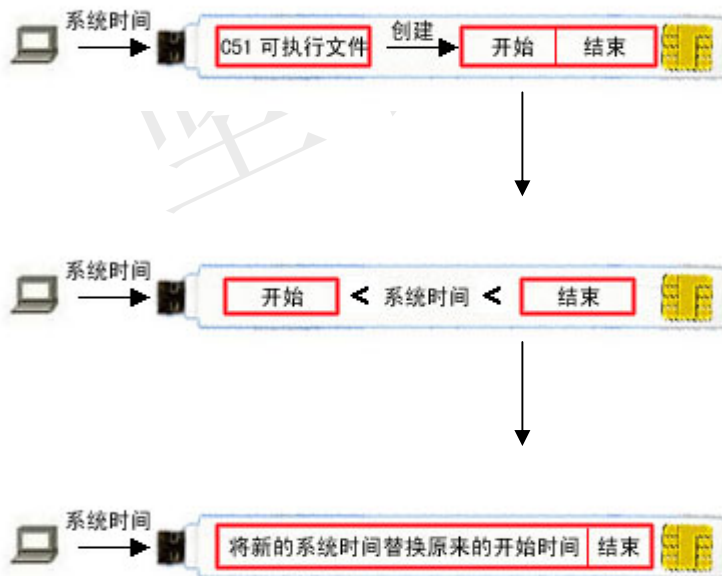 系统时间
C51 可执行文件
创建
开始 结束
系统时间
开始 < 系统时间 < 结束
系统时间
将新的系统时间替换原来的开始时间 结束